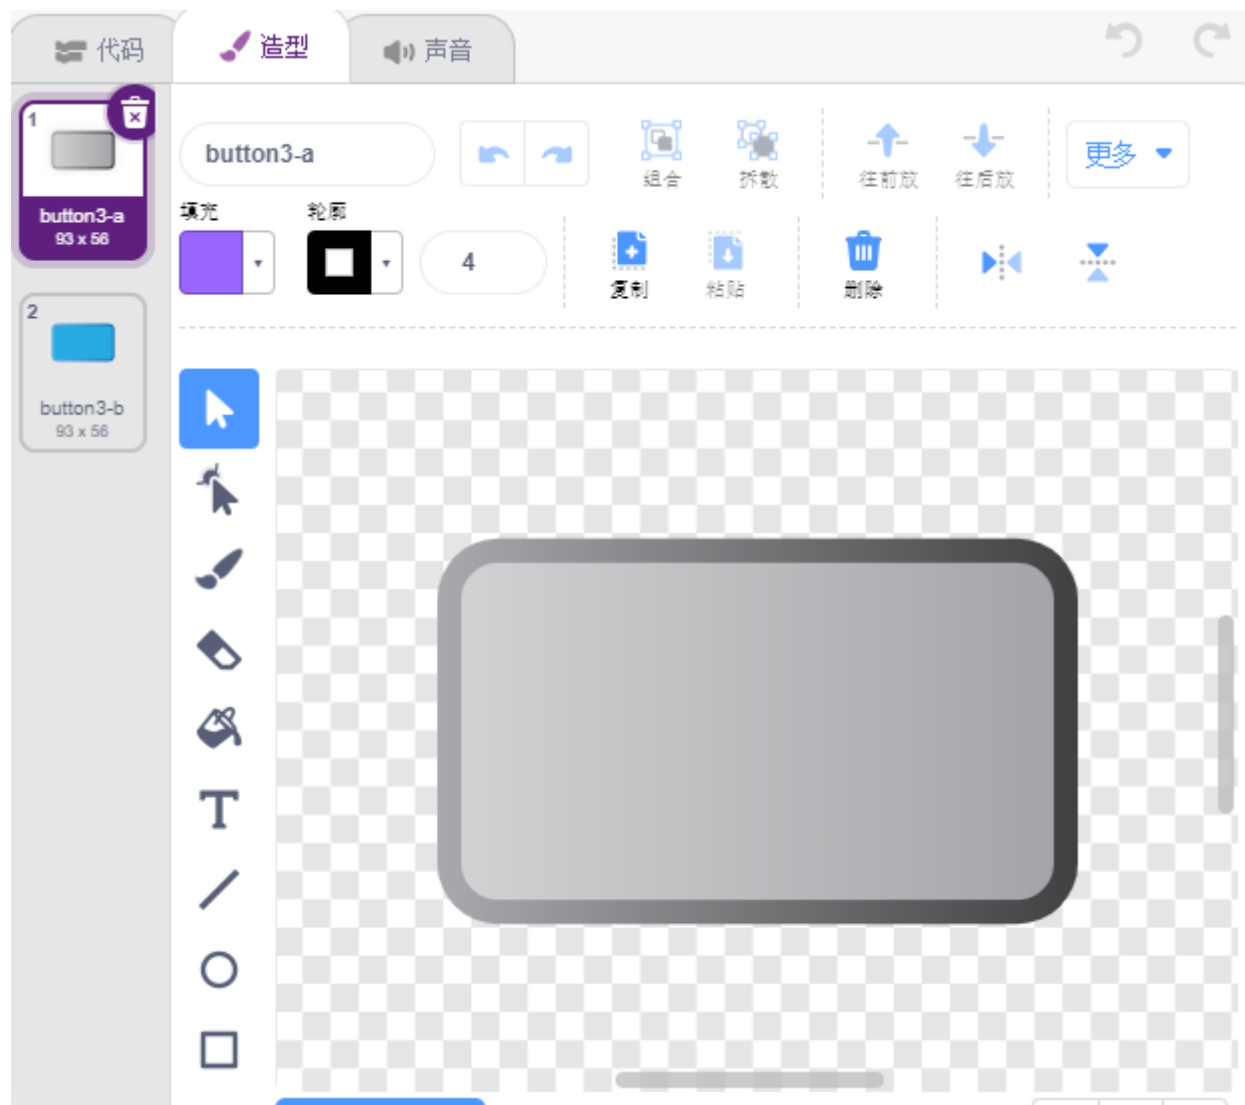 代码
造型
声音
1
button3-a
93 x 56
2
button3-b
93 x 56
button3-a
组合
拆散
往前放
往后放
更多
填充
轮廓
4
复制
粘贴
删除
T